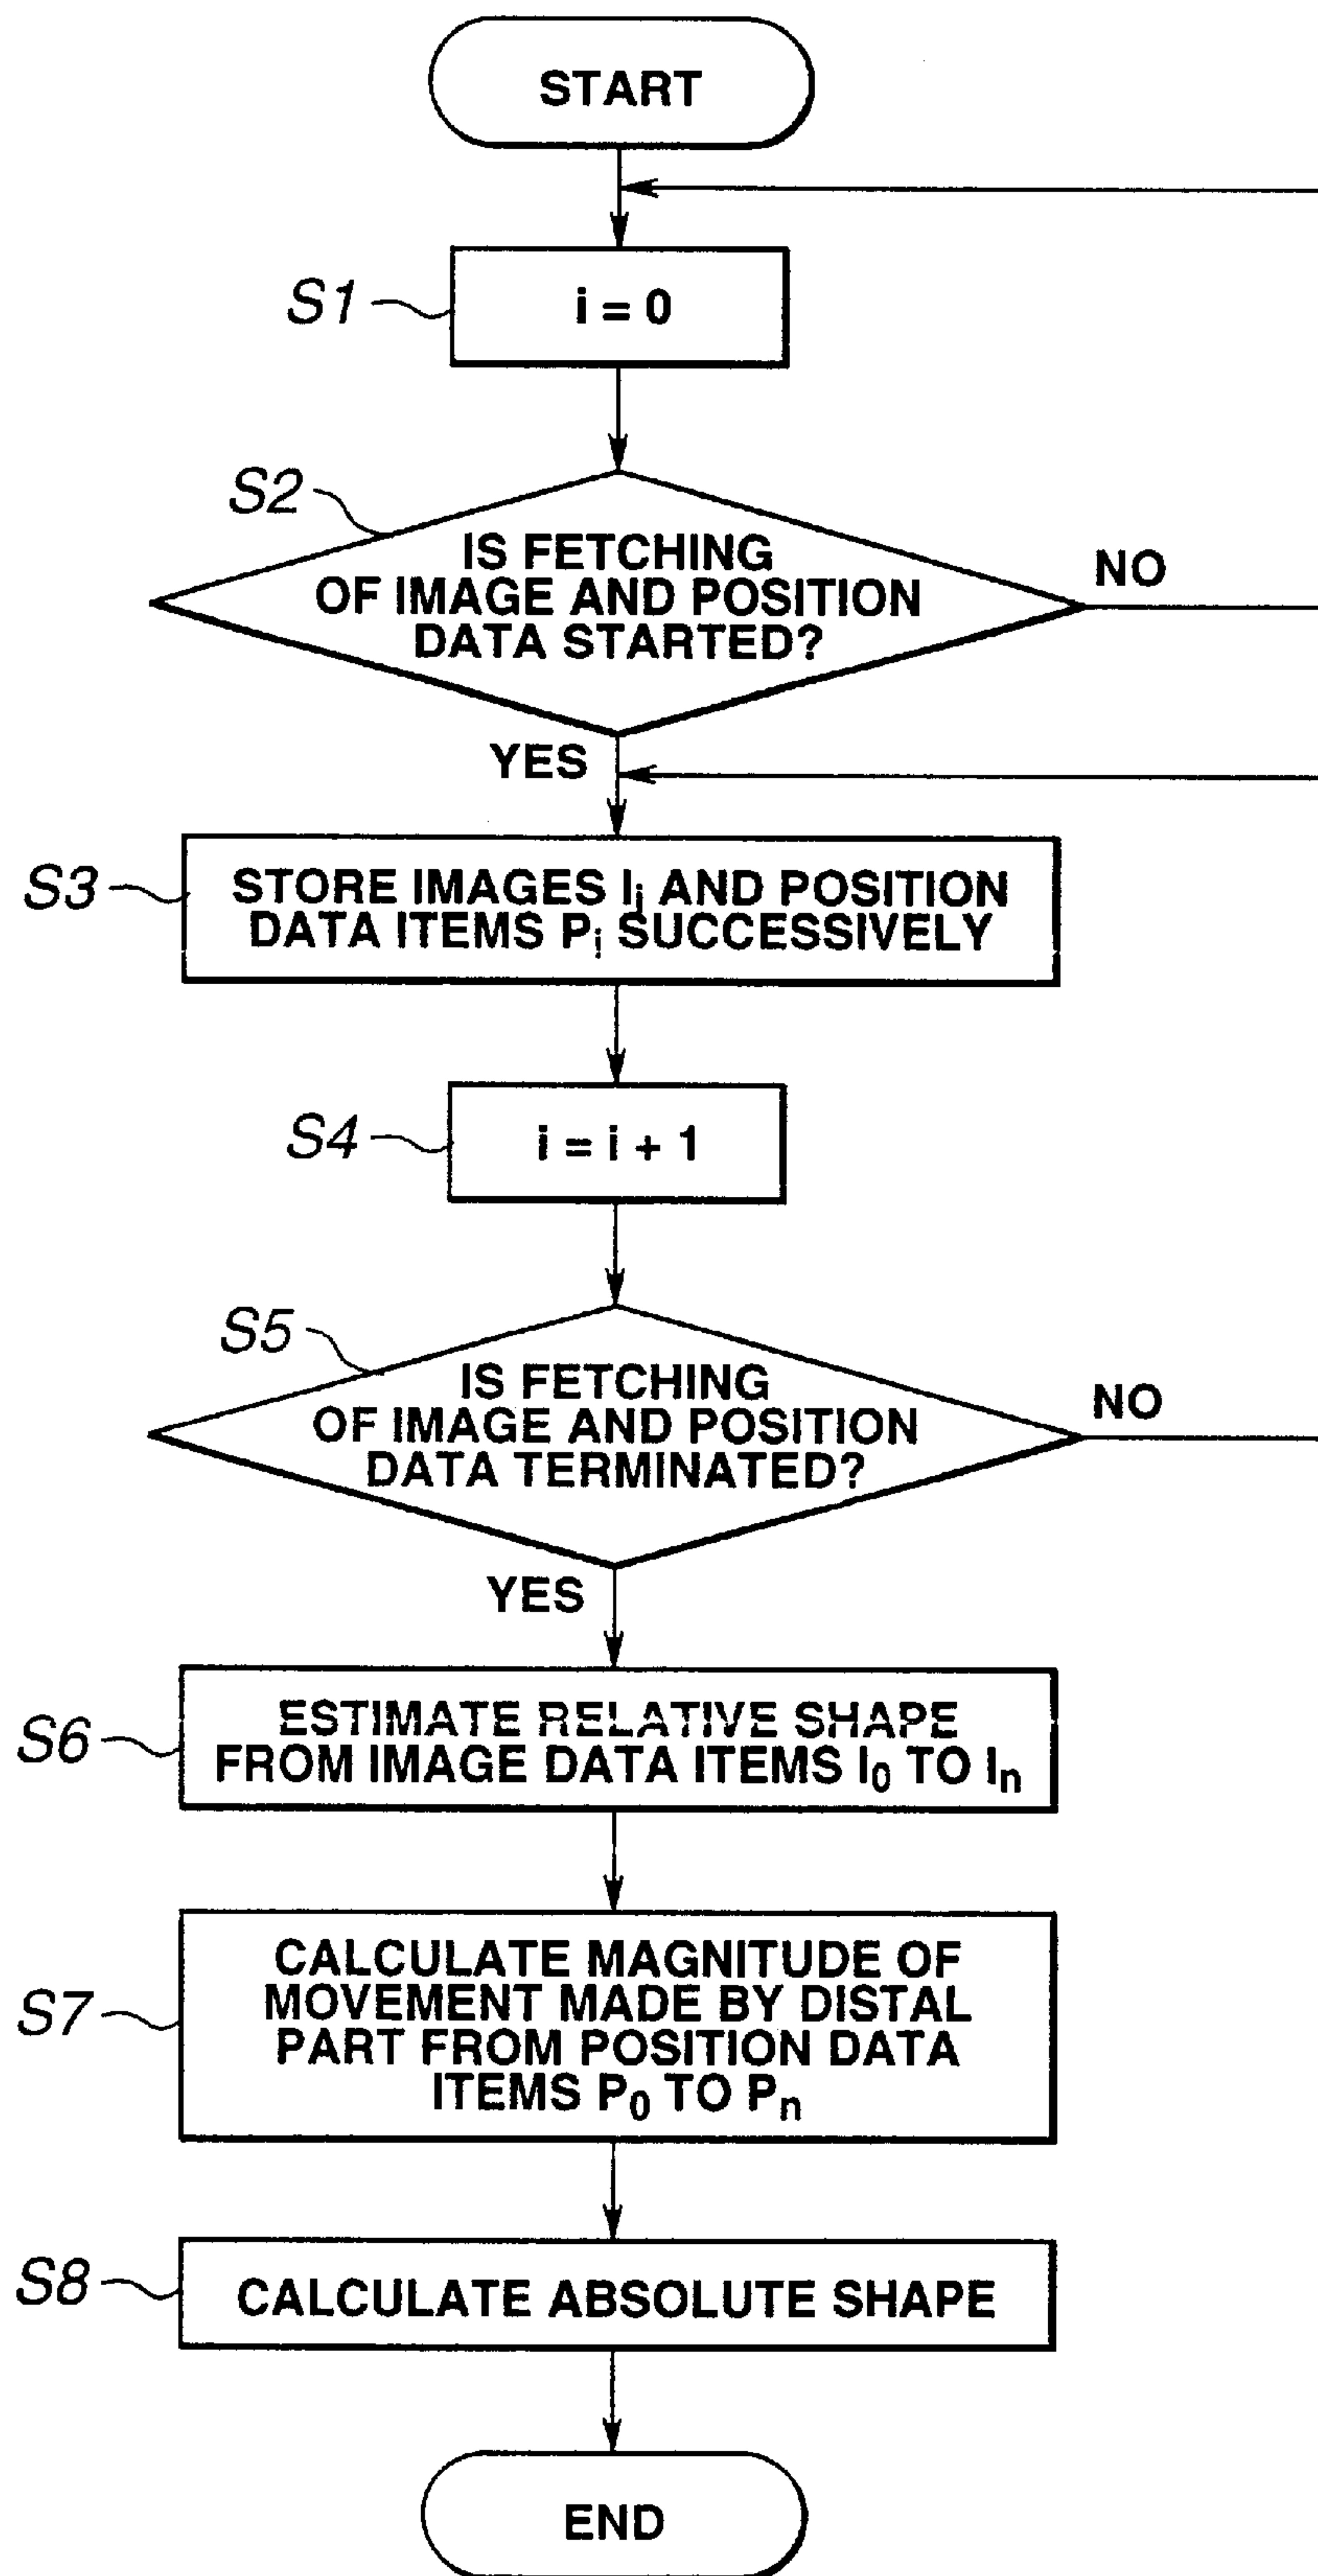 START
S1
i = 0
S2
IS FETCHING
OF IMAGE AND POSITION
DATA STARTED?
NO
YES
S3
STORE IMAGES Ii AND POSITION
DATA ITEMS Pi SUCCESSIVELY
S4
i = i + 1
S5
IS FETCHING
OF IMAGE AND POSITION
DATA TERMINATED?
NO
YES
S6
ESTIMATE RELATIVE SHAPE
FROM IMAGE DATA ITEMS I0 TO In
S7
CALCULATE MAGNITUDE OF
MOVEMENT MADE BY DISTAL
PART FROM POSITION DATA
ITEMS P0 TO Pn
S8
CALCULATE ABSOLUTE SHAPE
END